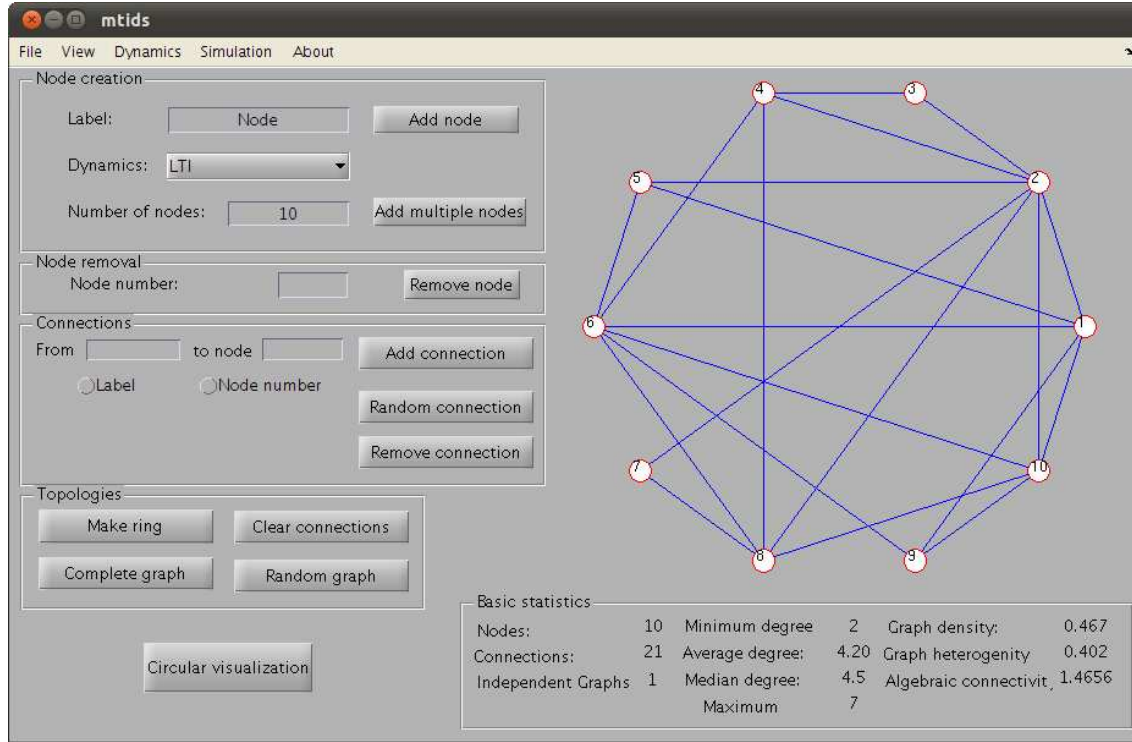 mtids
File View Dynamics Simulation About
Node creation
Label: Node Add node
Dynamics: LTI
Number of nodes: 10 Add multiple nodes
Node removal
Node number: Remove node
Connections
From to node Add connection
Label Node number
Random connection
Remove connection
Topologies
Make ring Clear connections
Complete graph Random graph
Circular visualization
4 3
5 2
6 1
7 10
8 9
Basic statistics
Nodes: 10 Minimum degree 2 Graph density: 0.467
Connections: 21 Average degree: 4.20 Graph heterogenity 0.402
Independent Graphs 1 Median degree: 4.5 Algebraic connectivit 1.4656
Maximum 7